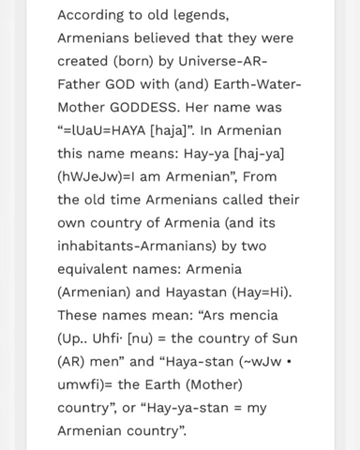 According to old legends,
Armenians believed that they were
created (born) by Universe-AR-
Father GOD with (and) Earth-Water-
Mother GODDESS. Her name was
“=lUaU=HAYA [haja]”. In Armenian
this name means: Hay-ya [haj-ya]
(hWJeJw)=I am Armenian”, From
the old time Armenians called their
own country of Armenia (and its
inhabitants-Armanians) by two
equivalent names: Armenia
(Armenian) and Hayastan (Hay=Hi).
These names mean: “Ars mencia
(Up.. Uhfi· [nu) = the country of Sun
(AR) men” and “Haya-stan (~wJw •
umwfi)= the Earth (Mother)
country”, or “Hay-ya-stan = my
Armenian country”.